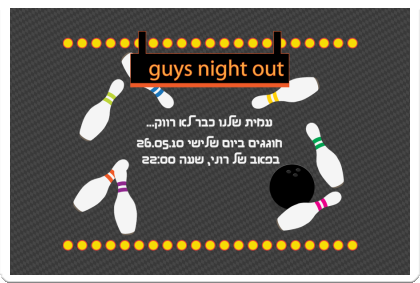 guys night out
עמית שלנו כבר לא רווק...
חוגגים ביום שלישי 26.05.10
בפאב של רוני, שעה 22:00